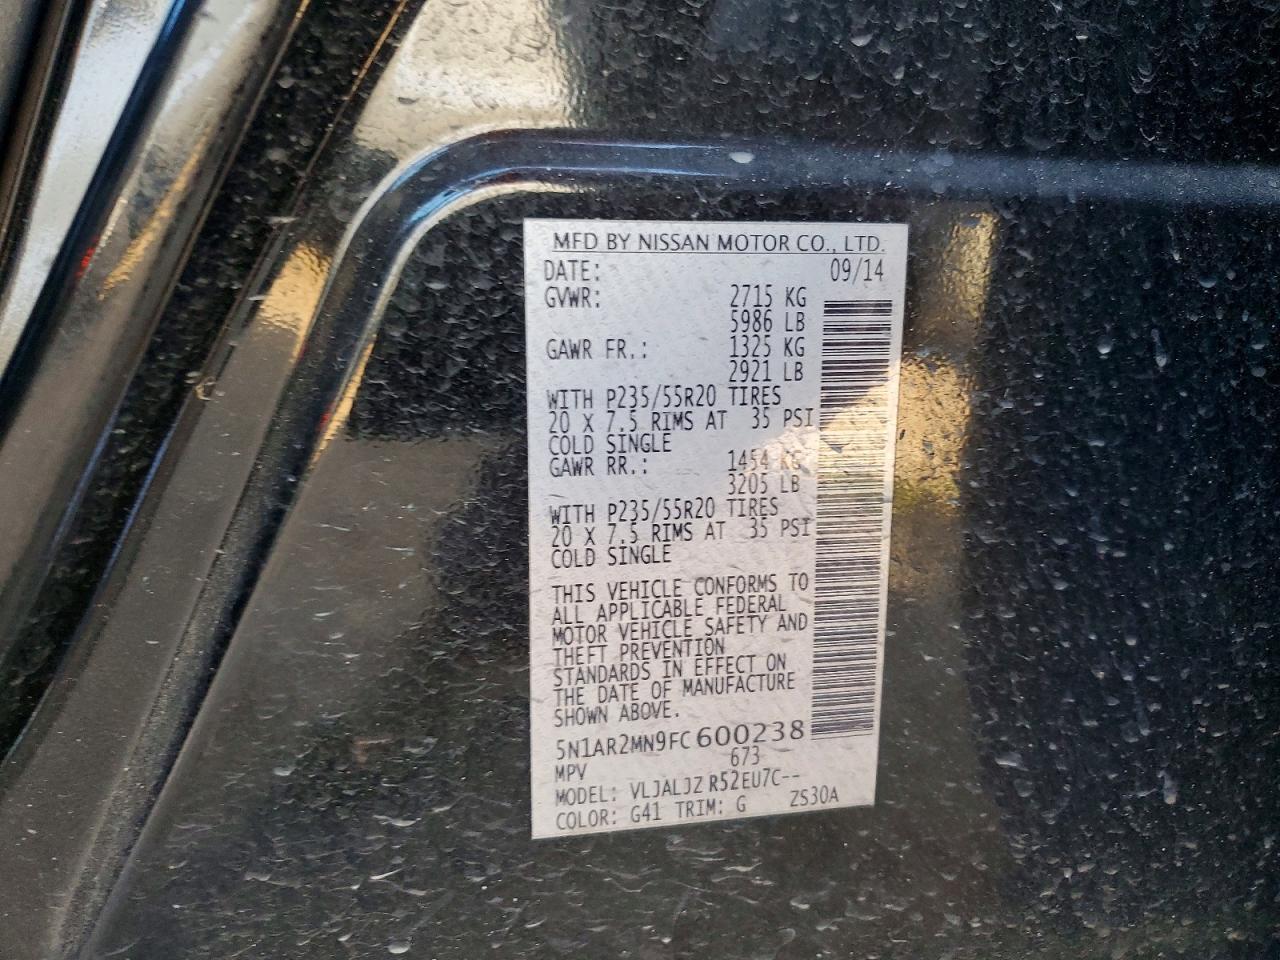 MFD BY NISSAN MOTOR CO., LTD.
DATE: 09/14
GVWR: 2715 KG
5986 LB
GAWR FR.: 1325 KG
2921 LB
WITH P235/55R20 TIRES
20 X 7.5 RIMS AT 35 PSI
COLD SINGLE
GAWR RR.: 1454 KG
3205 LB
WITH P235/55R20 TIRES
20 X 7.5 RIMS AT 35 PSI
COLD SINGLE
THIS VEHICLE CONFORMS TO
ALL APPLICABLE FEDERAL
MOTOR VEHICLE SAFETY AND
THEFT PREVENTION
STANDARDS IN EFFECT ON
THE DATE OF MANUFACTURE
SHOWN ABOVE.
5N1AR2MN9FC600238
MPV 673
MODEL: VLJALJZ R52EU7C--
COLOR: G41 TRIM: G ZS30A